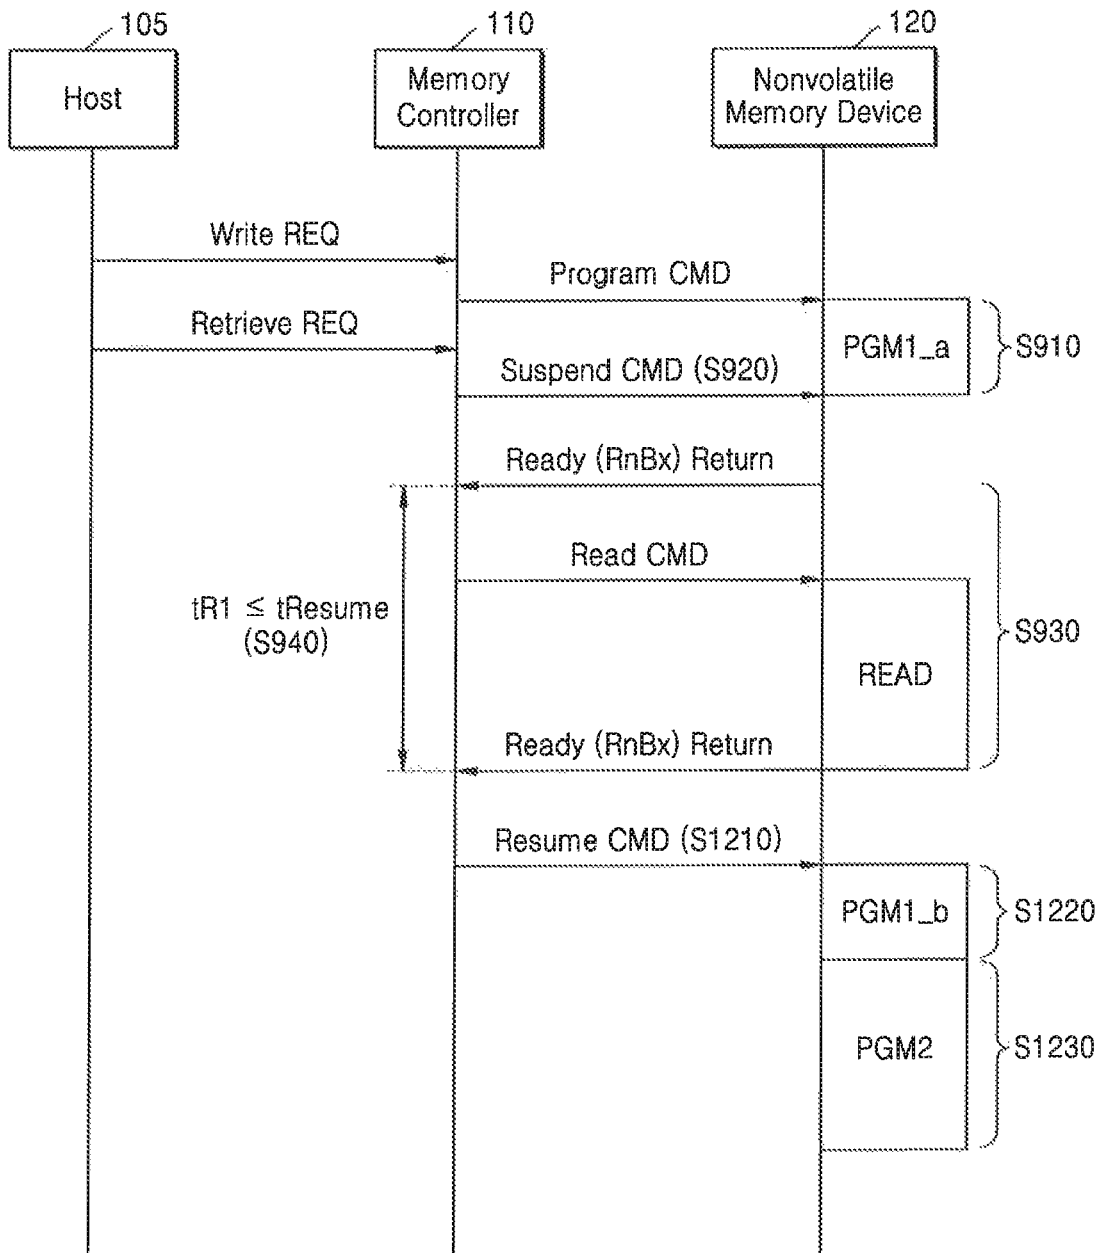 105
110
120
Host
Memory
Controller
Nonvolatile
Memory Device
Write REQ
Program CMD
Retrieve REQ
PGM1_a
S910
Suspend CMD (S920)
Ready (RnBx) Return
Read CMD
tR1 ≤ tResume
(S940)
READ
S930
Ready (RnBx) Return
Resume CMD (S1210)
PGM1_b
S1220
PGM2
S1230